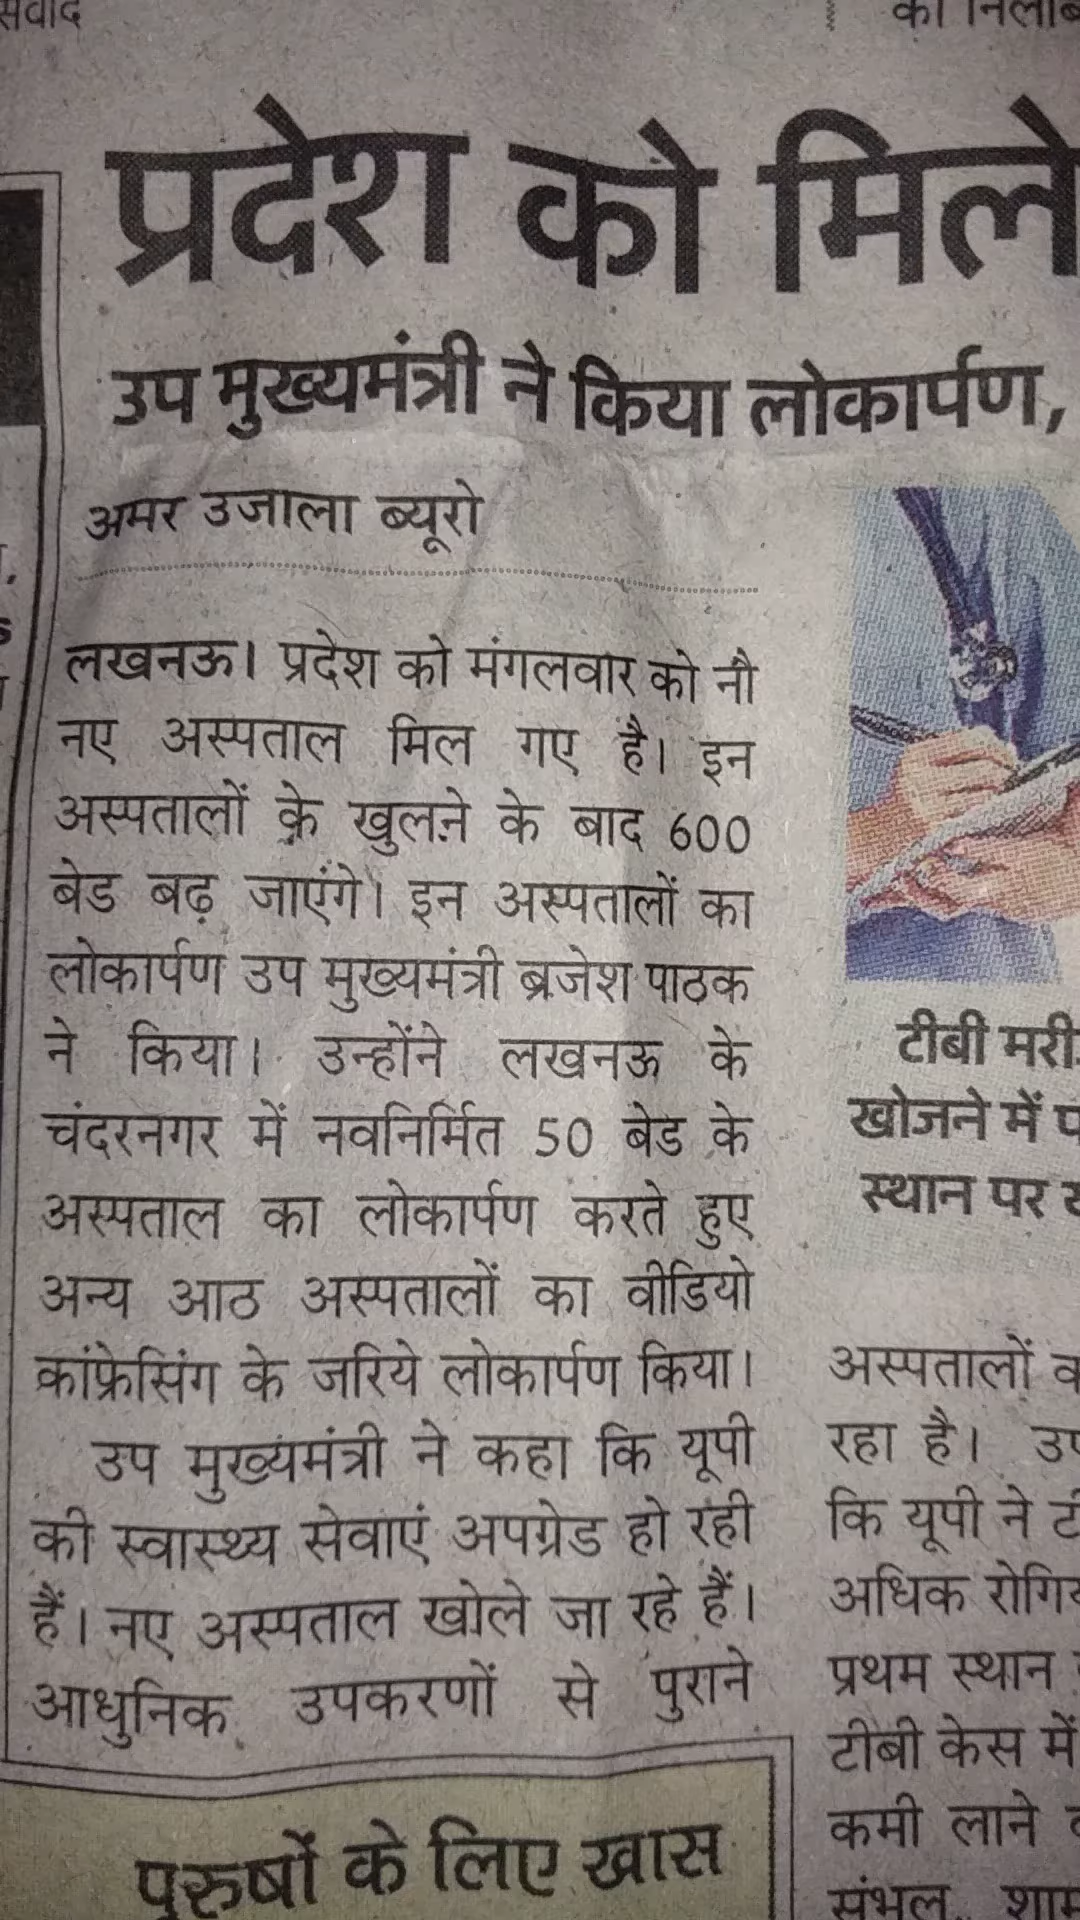 संवाद
प्रदेश को मिले
उप मुख्यमंत्री ने किया लोकार्पण,
अमर उजाला ब्यूरो
लखनऊ। प्रदेश को मंगलवार को नौ
नए अस्पताल मिल गए है। इन
अस्पतालों के खुलने के बाद 600
बेड बढ़ जाएंगे। इन अस्पतालों का
लोकार्पण उप मुख्यमंत्री ब्रजेश पाठक
ने किया। उन्होंने लखनऊ के
चंदरनगर में नवनिर्मित 50 बेड के
अस्पताल का लोकार्पण करते हुए
अन्य आठ अस्पतालों का वीडियो
कांफ्रेसिंग के जरिये लोकार्पण किया।
उप मुख्यमंत्री ने कहा कि यूपी
की स्वास्थ्य सेवाएं अपग्रेड हो रही
हैं। नए अस्पताल खोले जा रहे हैं।
आधुनिक उपकरणों से पुराने
टीबी
खोजने में
स्थान पर
अस्पतालों
रहा है।
कि यूपी ने
अधिक
प्रथम स्थान
टीबी केस में
कमी लाने
संभल,
पुरुषों के लिए खास